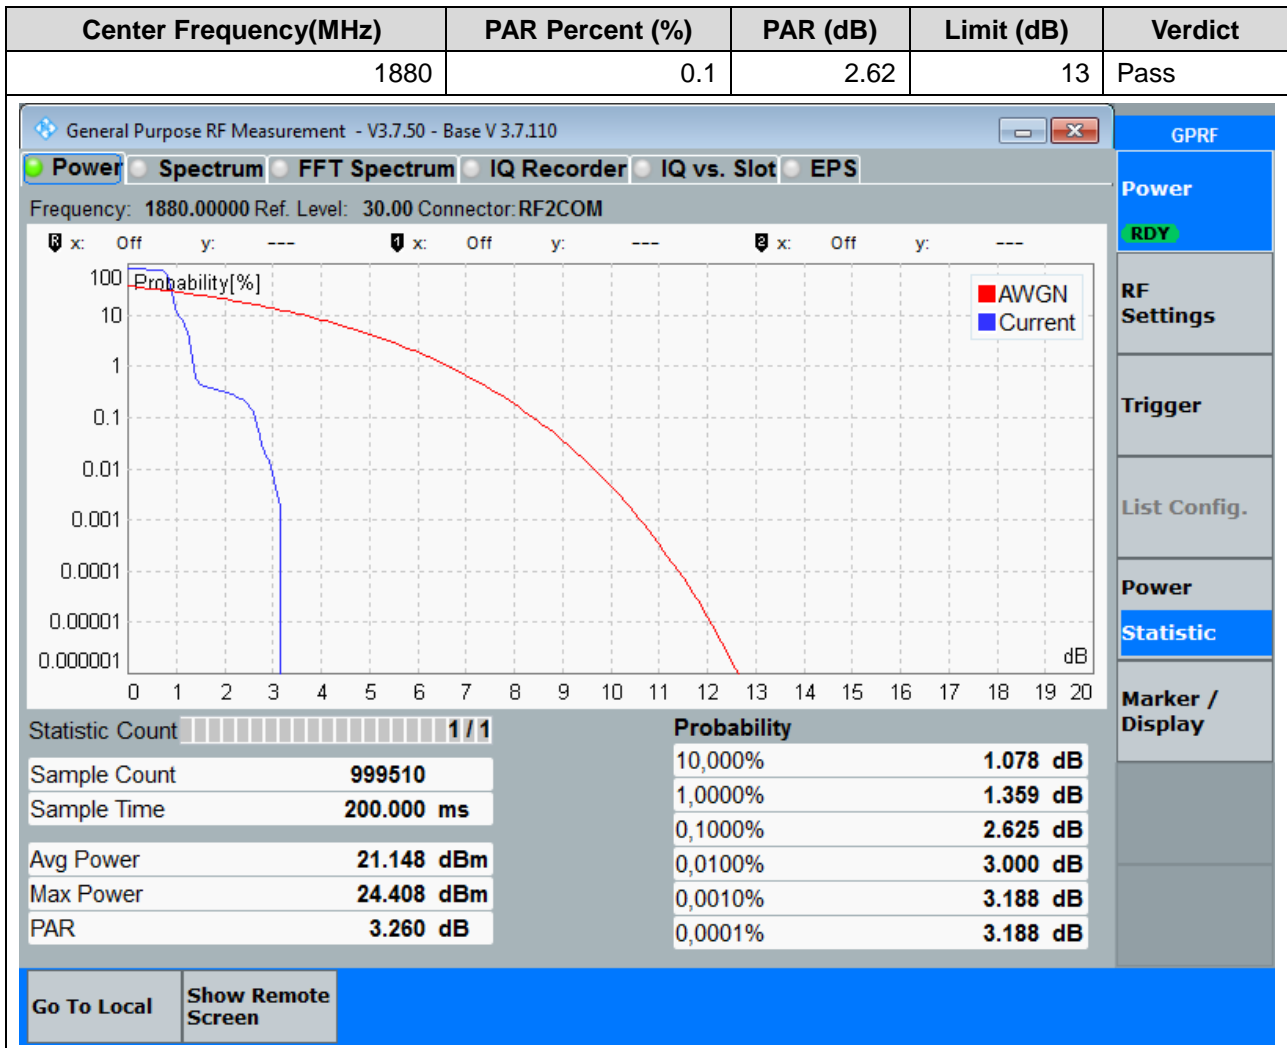 Center Frequency(MHz) PAR Percent (%) PAR (dB) Limit (dB) Verdict
1880 0.1 2.62 13 Pass
General Purpose RF Measurement - V3.7.50 - Base V 3.7.110
GPRF
Power Spectrum FFT Spectrum IQ Recorder IQ vs. Slot EPS
Frequency: 1880.00000 Ref. Level: 30.00 Connector: RF2COM
R x: Off y: --- 1 x: Off y: --- 2 x: Off y: ---
Probability[%]
AWGN
Current
100
10
1
0.1
0.01
0.001
0.0001
0.00001
0.000001
dB
0 1 2 3 4 5 6 7 8 9 10 11 12 13 14 15 16 17 18 19 20
Statistic Count 1 / 1
Sample Count 999510
Sample Time 200.000 ms
Avg Power 21.148 dBm
Max Power 24.408 dBm
PAR 3.260 dB
Probability
10,000% 1.078 dB
1,0000% 1.359 dB
0,1000% 2.625 dB
0,0100% 3.000 dB
0,0010% 3.188 dB
0,0001% 3.188 dB
Power
RDY
RF
Settings
Trigger
List Config.
Power
Statistic
Marker /
Display
Go To Local
Show Remote
Screen